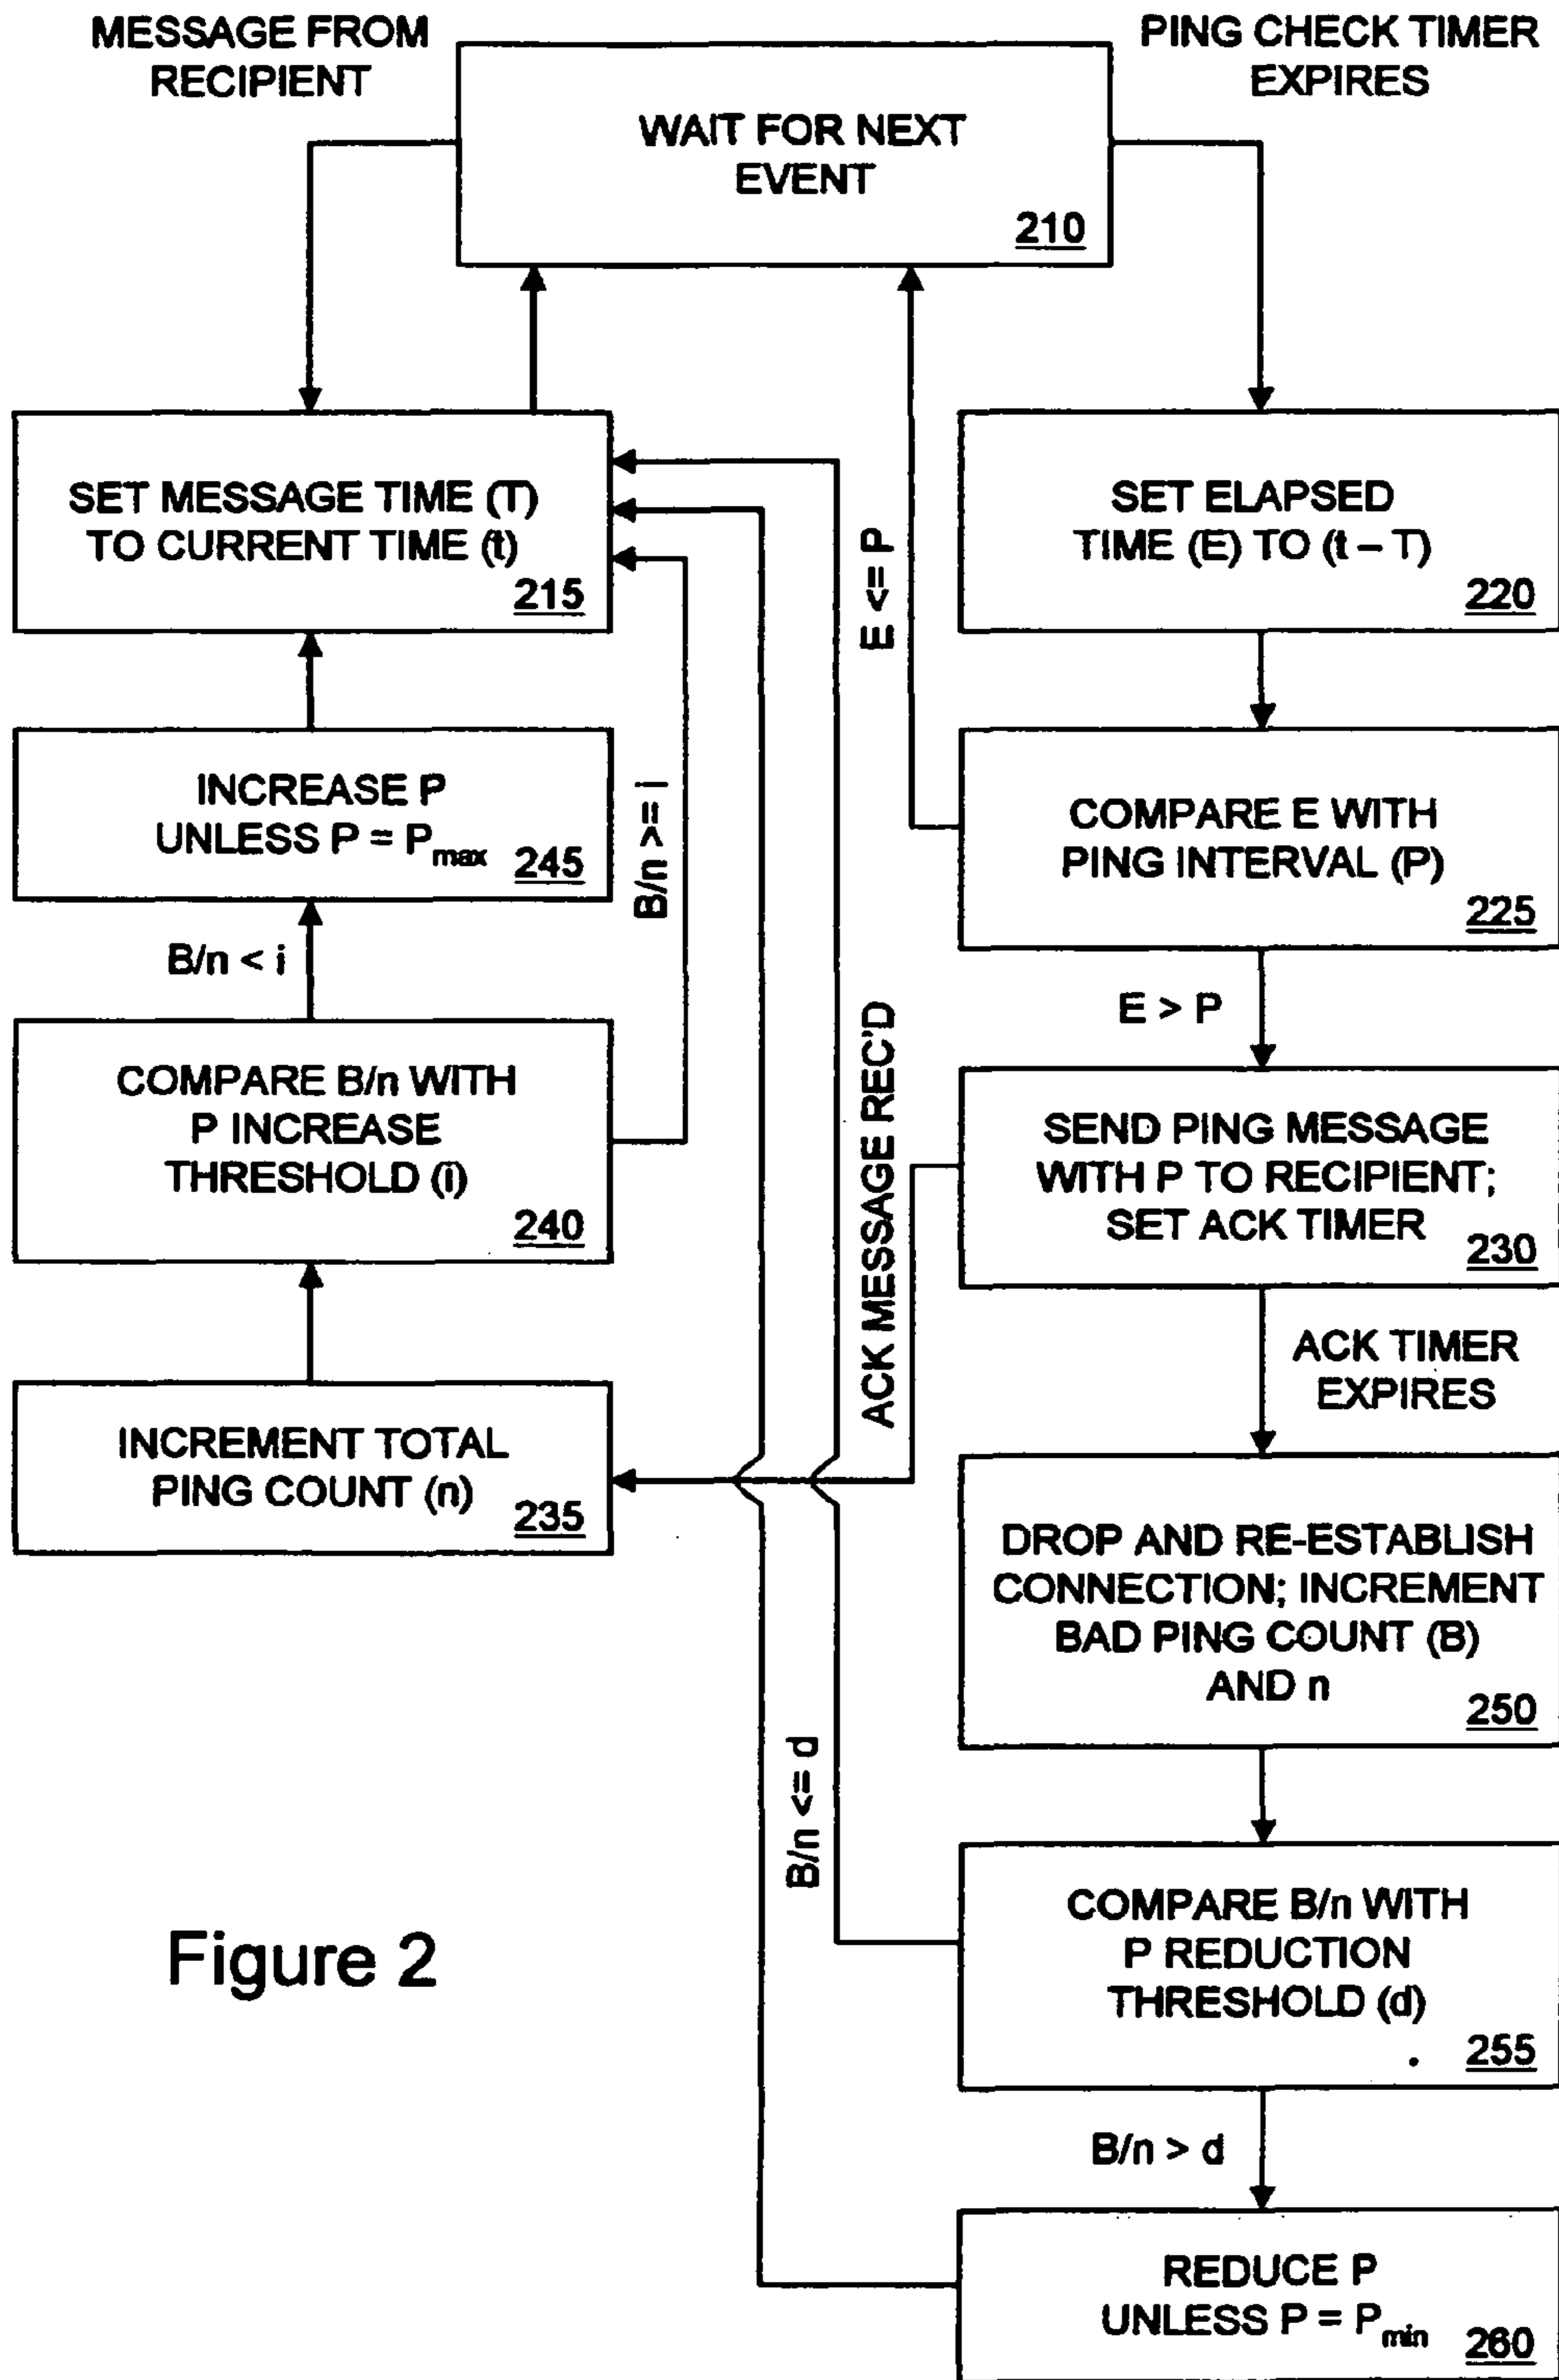 MESSAGE FROM
RECIPIENT
PING CHECK TIMER
EXPIRES
WAIT FOR NEXT
EVENT
210
SET MESSAGE TIME (T)
TO CURRENT TIME (t)
215
SET ELAPSED
TIME (E) TO (t – T)
220
E <= P
INCREASE P
UNLESS P = Pmax
245
B/n >= i
COMPARE E WITH
PING INTERVAL (P)
225
B/n < i
E > P
COMPARE B/n WITH
P INCREASE
THRESHOLD (i)
240
ACK MESSAGE REC'D
SEND PING MESSAGE
WITH P TO RECIPIENT;
SET ACK TIMER
230
ACK TIMER
EXPIRES
INCREMENT TOTAL
PING COUNT (n)
235
DROP AND RE-ESTABLISH
CONNECTION; INCREMENT
BAD PING COUNT (B)
AND n
250
B/n <= d
COMPARE B/n WITH
P REDUCTION
THRESHOLD (d)
255
Figure 2
B/n > d
REDUCE P
UNLESS P = Pmin
260